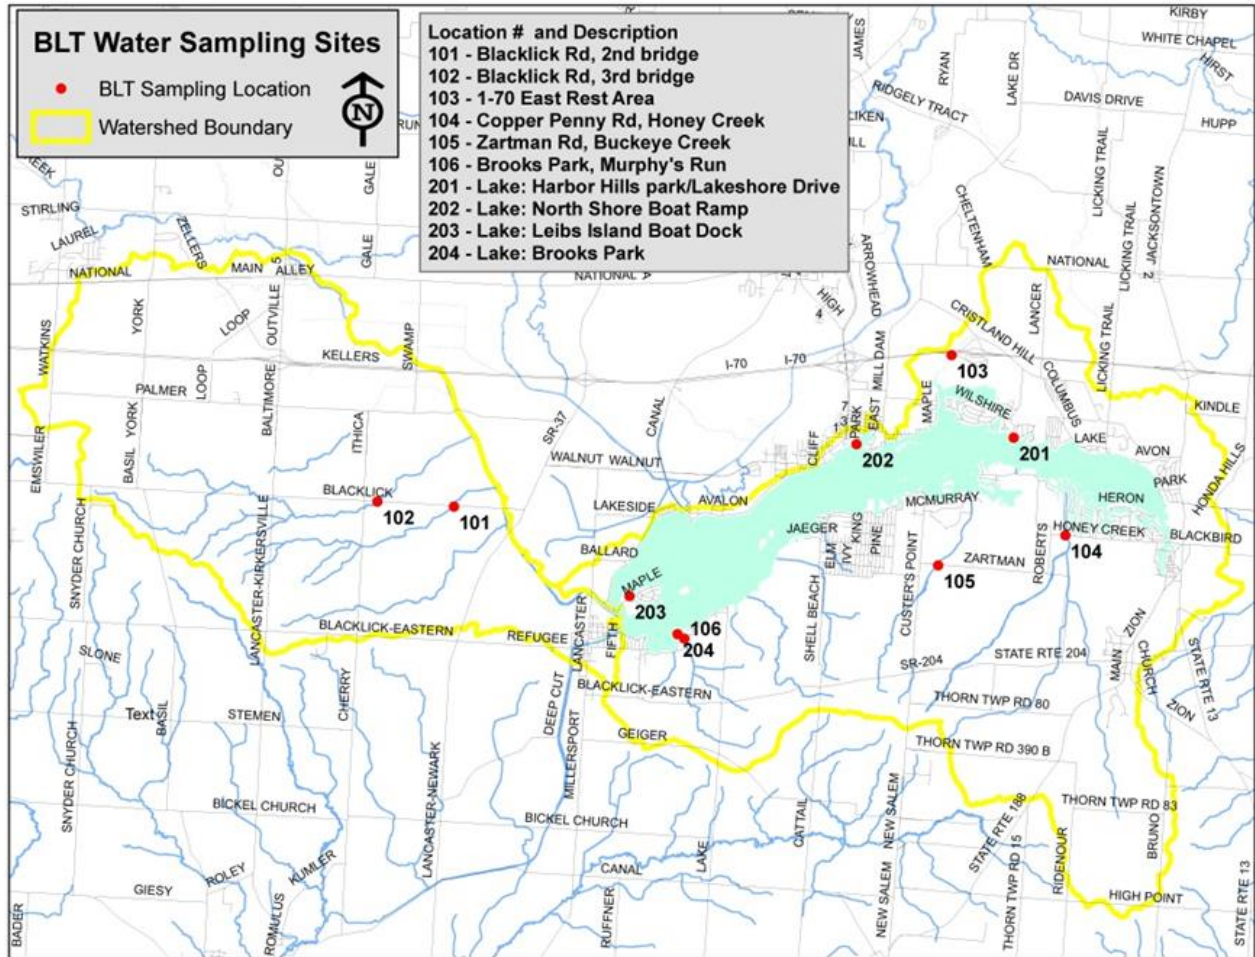 BLT Water Sampling Sites
BLT Sampling Location
Watershed Boundary
N
Location # and Description
101 - Blacklick Rd, 2nd bridge
102 - Blacklick Rd, 3rd bridge
103 - 1-70 East Rest Area
104 - Copper Penny Rd, Honey Creek
105 - Zartman Rd, Buckeye Creek
106 - Brooks Park, Murphy's Run
201 - Lake: Harbor Hills park/Lakeshore Drive
202 - Lake: North Shore Boat Ramp
203 - Lake: Leibs Island Boat Dock
204 - Lake: Brooks Park
KIRBY
WHITE CHAPEL
HIRST
JAMES
RYAN
LAKE DR
RIDGELY TRACT
DAVIS DRIVE
HUPP
LICKING TRAIL
LICKING TRAIL
JACKSONTOWN
2
GALE
STIRLING
LAUREL
ZELLERS
GALE
CHELTENHAM
ARROWHEAD
NATIONAL
MAIN
ALLEY
5
NATIONAL
HIGH
4
NATIONAL
LICKING TRAIL
WATKINS
YORK
LOOP
OUTVILLE
KELLERS
SWAMP
CRISTLAND HILL
LANCER
I-70
I-70
EAST MILL DAM
MAPLE
103
COLUMBUS
PALMER
LOOP
BALTIMORE
ITHICA
SR-37
CANAL
WILSHIRE
KINDLE
EMSWILER
BASIL
YORK
WALNUT WALNUT
CLIFF
PARK
202
201
LAKE
AVON
PARK
HONDA HILLS
BLACKLICK
102
101
LAKESIDE
AVALON
MCMURRAY
HERON
SNYDER CHURCH
LANCASTER-KIRKERSVILLE
BALLARD
JAEGER
ELM
IVY
KING
PINE
HONEY CREEK
BLACKBIRD
104
ROBERTS
ZARTMAN
105
CUSTER'S POINT
MAPLE
203
SHELL BEACH
BLACKLICK-EASTERN
REFUGEE
LANCASTER
FIFTH
106
204
ZION
MAIN
CHURCH
SLONE
STATE RTE 204
SR-204
STATE RTE 13
CHERRY
BLACKLICK-EASTERN
THORN TWP RD 80
ZION
Text
BASIL
STEMEN
DEEP CUT
GEIGER
THORN TWP RD 390 B
SNYDER CHURCH
LANCASTER-NEWARK
MILLERSPORT
BICKEL CHURCH
BICKEL CHURCH
CATTAIL
NEW SALEM
STATE RTE 188
THORN TWP RD 83
BRUNO
LAKE
CANAL
ROLEY
KUMLER
GIESY
RIDENOUR
THORN TWP RD 15
HIGH POINT
BADER
ROMULUS
RUFFNER
NEW SALEM
STATE RTE 13